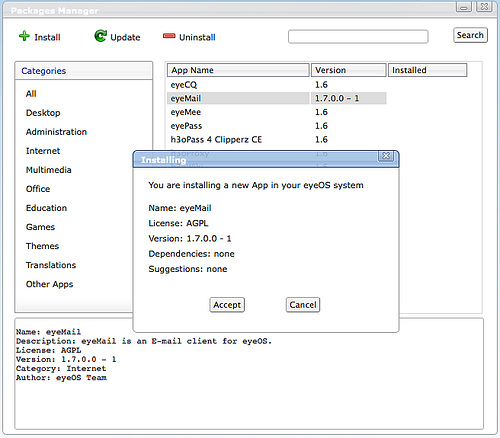 Packages Manager
Install Update Uninstall Search
Categories
All
Desktop
Administration
Internet
Multimedia
Office
Education
Games
Themes
Translations
Other Apps
App Name Version Installed
eyeCQ 1.6
eyeMail 1.7.0.0 - 1
eyeMee 1.6
eyePass 1.6
h3oPass 4 Clipperz CE 1.6
Installing
You are installing a new App in your eyeOS system
Name: eyeMail
License: AGPL
Version: 1.7.0.0 - 1
Dependencies: none
Suggestions: none
Accept Cancel
Name: eyeMail
Description: eyeMail is an E-mail client for eyeOS.
License: AGPL
Version: 1.7.0.0 - 1
Category: Internet
Author: eyeOS Team